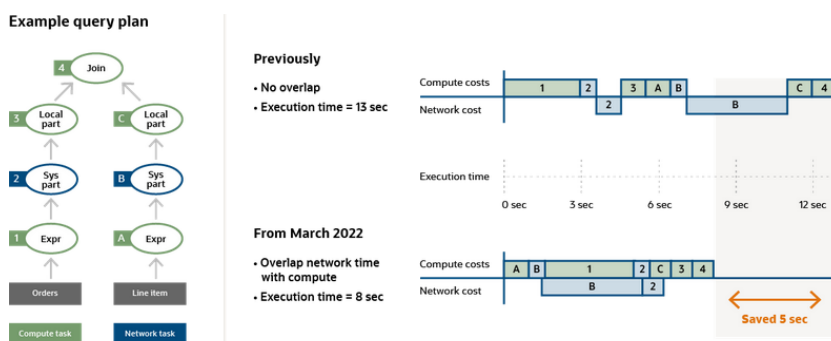 Example query plan
4 Join
3 Local part
C Local part
2 Sys part
B Sys part
1 Expr
A Expr
Orders
Line item
Compute task
Network task
Previously
• No overlap
• Execution time = 13 sec
Compute costs
1 2 3 A B C 4
Network cost
2 B
Execution time
0 sec 3 sec 6 sec 9 sec 12 sec
From March 2022
• Overlap network time
with compute
• Execution time = 8 sec
Compute costs
A B 1 2 C 3 4
Network cost
B 2
Saved 5 sec